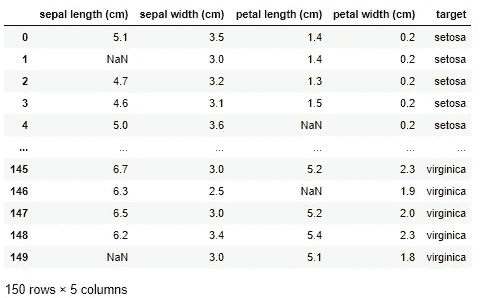 sepal length (cm) sepal width (cm) petal length (cm) petal width (cm) target
0 5.1 3.5 1.4 0.2 setosa
1 NaN 3.0 1.4 0.2 setosa
2 4.7 3.2 1.3 0.2 setosa
3 4.6 3.1 1.5 0.2 setosa
4 5.0 3.6 NaN 0.2 setosa
... ... ... ... ... ...
145 6.7 3.0 5.2 2.3 virginica
146 6.3 2.5 NaN 1.9 virginica
147 6.5 3.0 5.2 2.0 virginica
148 6.2 3.4 5.4 2.3 virginica
149 NaN 3.0 5.1 1.8 virginica
150 rows × 5 columns